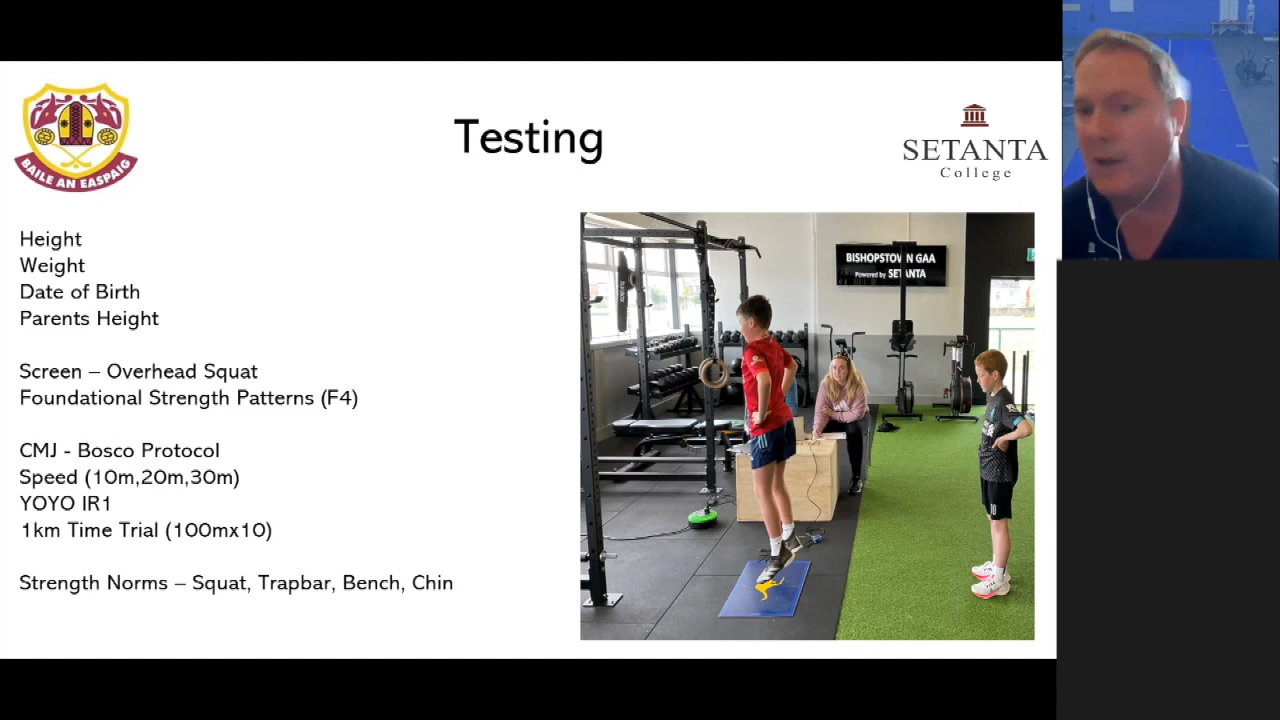 BAILE AN EASPAIG
Testing
SETANTA
College
Height
Weight
Date of Birth
Parents Height
Screen – Overhead Squat
Foundational Strength Patterns (F4)
CMJ - Bosco Protocol
Speed (10m,20m,30m)
YOYO IR1
1km Time Trial (100mx10)
Strength Norms – Squat, Trapbar, Bench, Chin
BISHOPSTOWN GAA
Powered by SETANTA